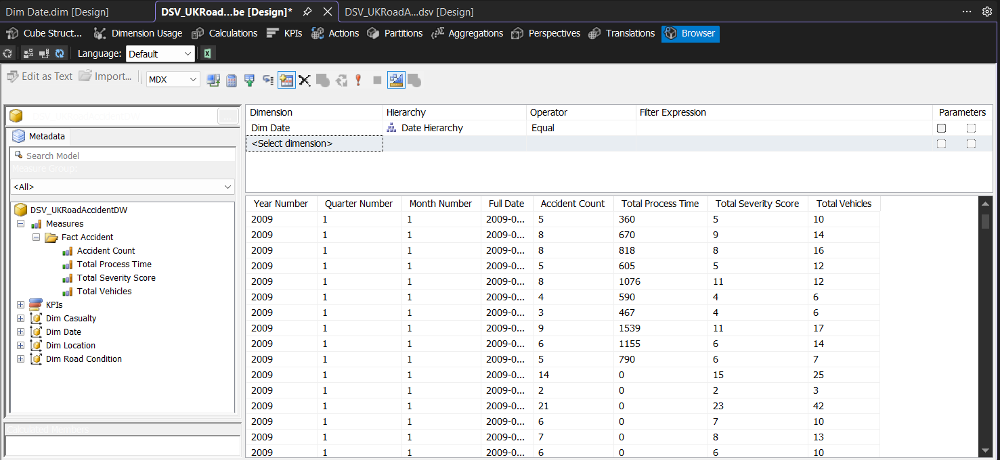 Dim Date.dim [Design] DSV_UKRoad...be [Design]* DSV_UKRoadA...dsv [Design]
Cube Struct... Dimension Usage Calculations KPIs Actions Partitions Aggregations Perspectives Translations Browser
Language: Default
Edit as Text Import... MDX
Metadata
Search Model
Measure Group:
<All>
DSV_UKRoadAccidentDW
Measures
Fact Accident
Accident Count
Total Process Time
Total Severity Score
Total Vehicles
KPIs
Dim Casualty
Dim Date
Dim Location
Dim Road Condition
Calculated Members
Dimension Hierarchy Operator Filter Expression Parameters
Dim Date Date Hierarchy Equal
<Select dimension>
Year Number Quarter Number Month Number Full Date Accident Count Total Process Time Total Severity Score Total Vehicles
2009 1 1 2009-0... 5 360 5 10
2009 1 1 2009-0... 8 670 9 14
2009 1 1 2009-0... 8 818 8 16
2009 1 1 2009-0... 5 605 5 12
2009 1 1 2009-0... 8 1076 11 12
2009 1 1 2009-0... 4 590 4 6
2009 1 1 2009-0... 3 467 4 6
2009 1 1 2009-0... 9 1539 11 17
2009 1 1 2009-0... 6 1155 6 14
2009 1 1 2009-0... 5 790 6 7
2009 1 1 2009-0... 14 0 15 25
2009 1 1 2009-0... 2 0 2 3
2009 1 1 2009-0... 21 0 23 42
2009 1 1 2009-0... 6 0 7 10
2009 1 1 2009-0... 7 0 8 13
2009 1 1 2009-0... 6 0 6 10